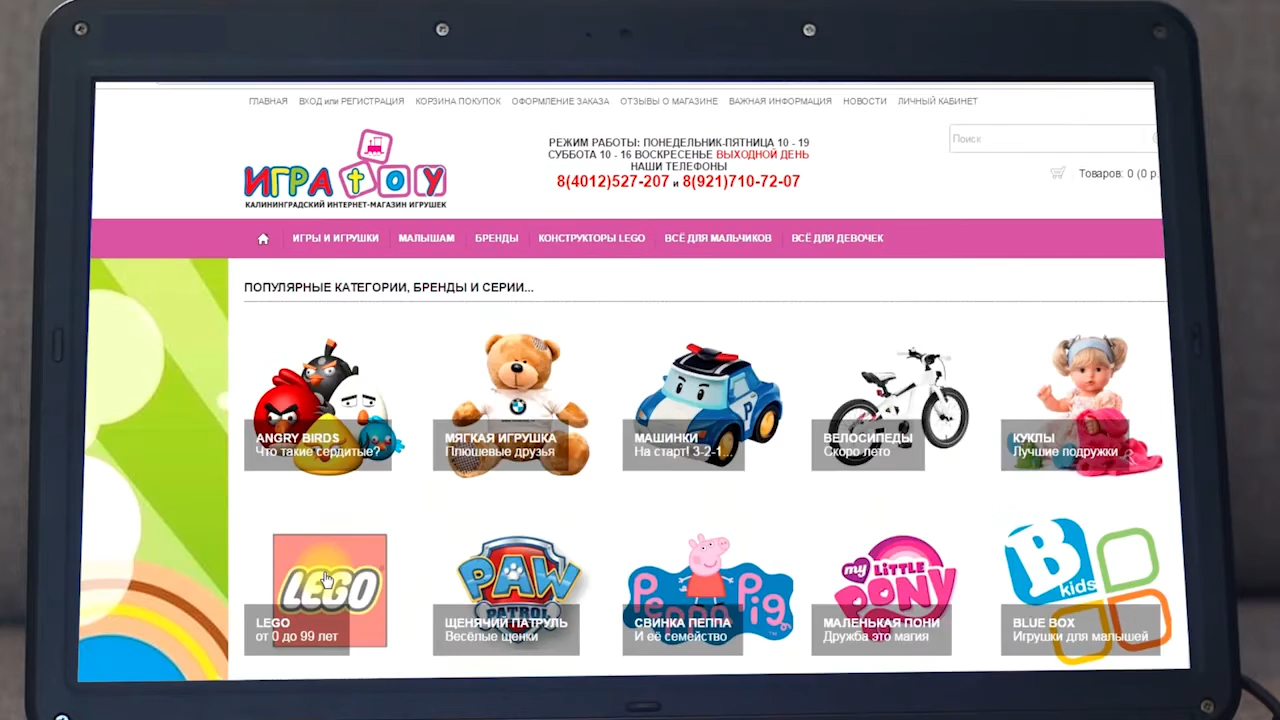 ГЛАВНАЯ ВХОД или РЕГИСТРАЦИЯ КОРЗИНА ПОКУПОК ОФОРМЛЕНИЕ ЗАКАЗА ОТЗЫВЫ О МАГАЗИНЕ ВАЖНАЯ ИНФОРМАЦИЯ НОВОСТИ ЛИЧНЫЙ КАБИНЕТ
ИГРАtOY
КАЛИНИНГРАДСКИЙ ИНТЕРНЕТ-МАГАЗИН ИГРУШЕК
РЕЖИМ РАБОТЫ: ПОНЕДЕЛЬНИК-ПЯТНИЦА 10 - 19
СУББОТА 10 - 16 ВОСКРЕСЕНЬЕ ВЫХОДНОЙ ДЕНЬ
НАШИ ТЕЛЕФОНЫ
8(4012)527-207 и 8(921)710-72-07
Поиск
Товаров: 0 (0 р.
ИГРЫ И ИГРУШКИ МАЛЫШАМ БРЕНДЫ КОНСТРУКТОРЫ LEGO ВСЁ ДЛЯ МАЛЬЧИКОВ ВСЁ ДЛЯ ДЕВОЧЕК
ПОПУЛЯРНЫЕ КАТЕГОРИИ, БРЕНДЫ И СЕРИИ...
ANGRY BIRDS
Что такие сердитые?
МЯГКАЯ ИГРУШКА
Плюшевые друзья
P
МАШИНКИ
На старт! 3-2-1...
ВЕЛОСИПЕДЫ
Скоро лето
КУКЛЫ
Лучшие подружки
LEGO
LEGO
от 0 до 99 лет
PAW
PATROL
ЩЕНЯЧИЙ ПАТРУЛЬ
Весёлые щенки
Peppa Pig
СВИНКА ПЕППА
И её семейство
my LITTLE
PONY
МАЛЕНЬКАЯ ПОНИ
Дружба это магия
B
kids
BLUE BOX
Игрушки для малышей